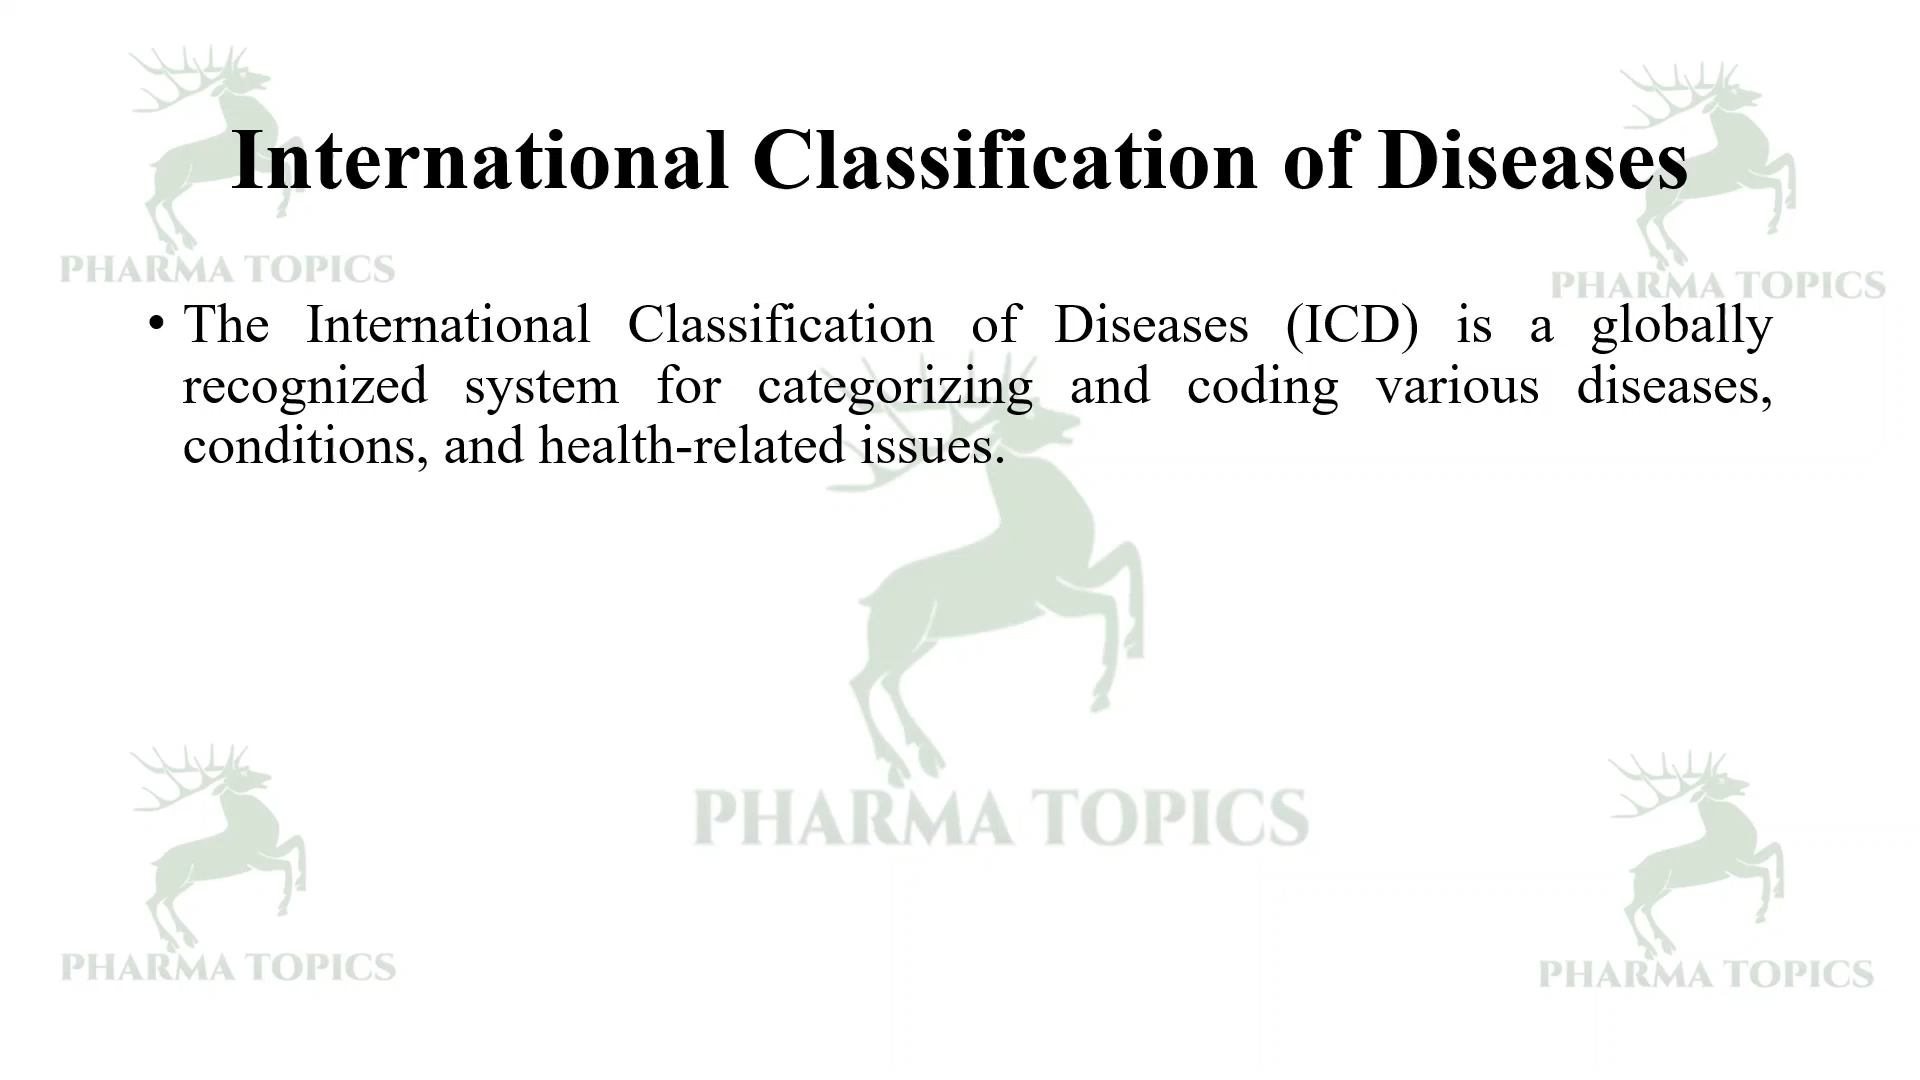 International Classification of Diseases
PHARMA TOPICS
PHARMA TOPICS
• The International Classification of Diseases (ICD) is a globally
recognized system for categorizing and coding various diseases,
conditions, and health-related issues.
PHARMA TOPICS
PHARMA TOPICS
PHARMA TOPICS